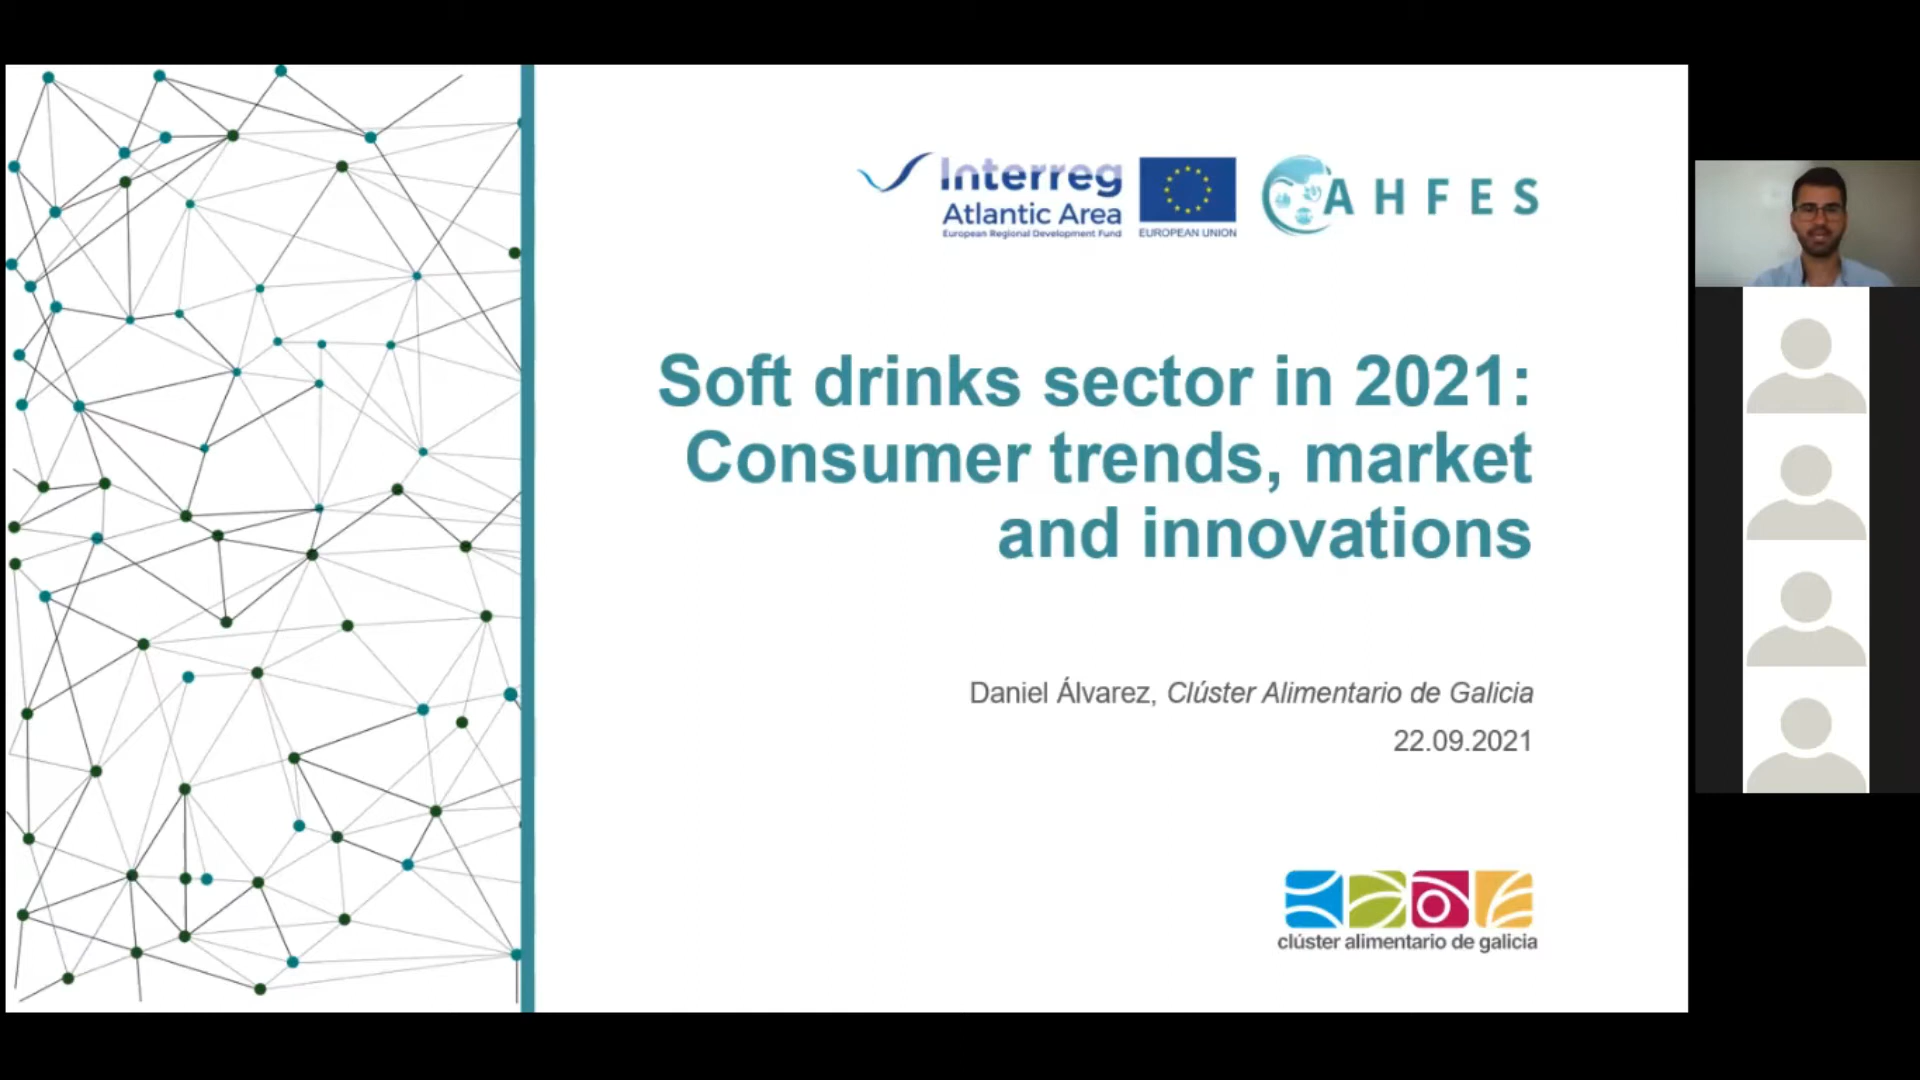 Interreg
Atlantic Area
European Regional Development Fund
EUROPEAN UNION
AHFES
Soft drinks sector in 2021:
Consumer trends, market
and innovations
Daniel Álvarez, Clúster Alimentario de Galicia
22.09.2021
clúster alimentario de galicia